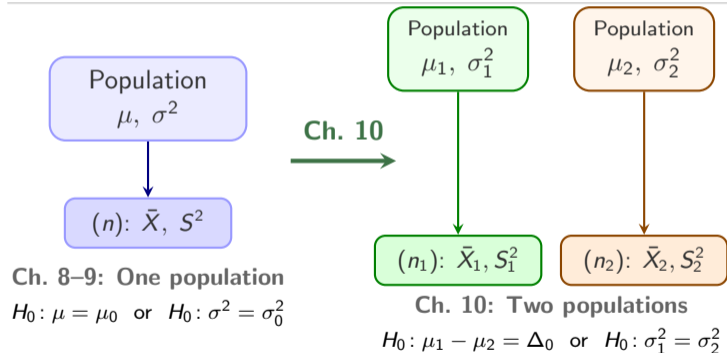 Population
μ, σ²
(n): X̄, S²
Ch. 8–9: One population
H₀: μ = μ₀ or H₀: σ² = σ₀²
Ch. 10
Population
μ₁, σ₁²
Population
μ₂, σ₂²
(n₁): X̄₁, S₁²
(n₂): X̄₂, S₂²
Ch. 10: Two populations
H₀: μ₁ − μ₂ = Δ₀ or H₀: σ₁² = σ₂²